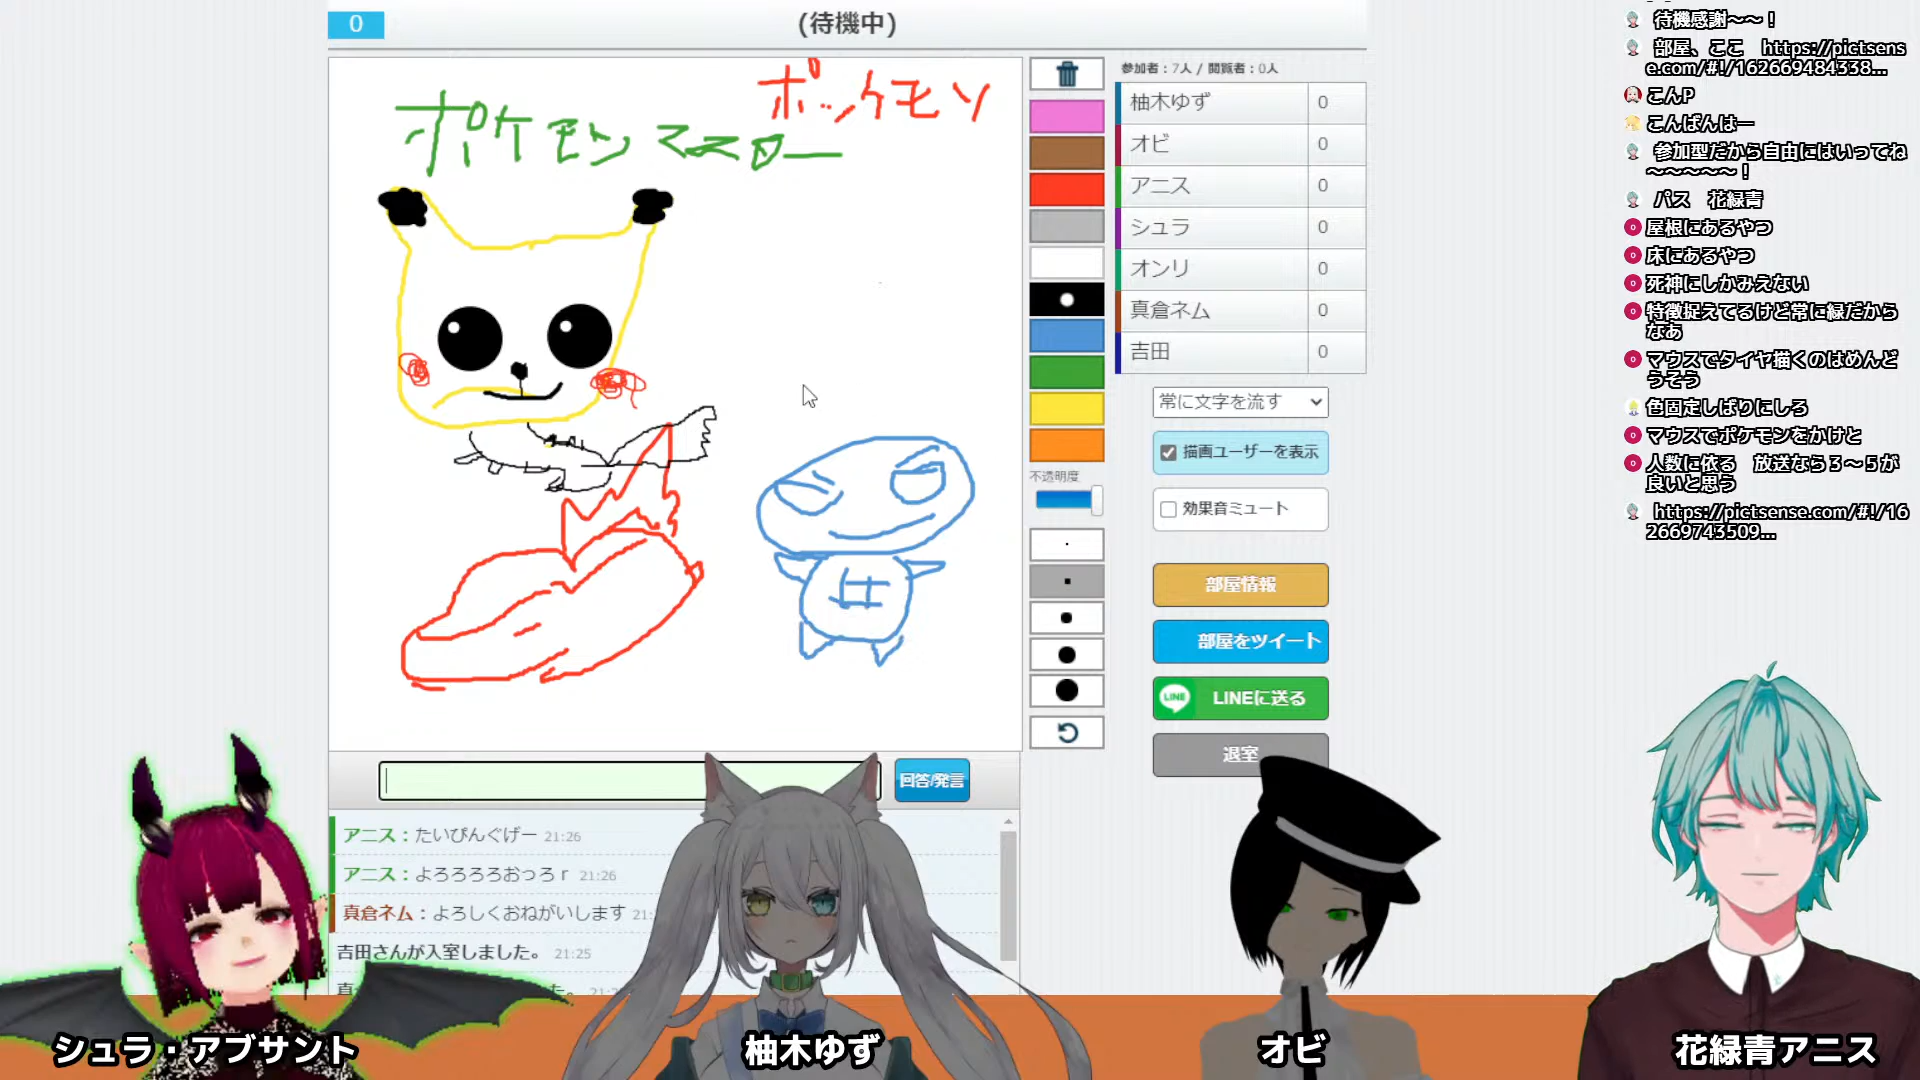 0
(待機中)
ポッケモン
ポケモンマスター
参加者:7人 / 閲覧者:0人
柚木ゆず 0
オビ 0
アニス 0
シュラ 0
オンリ 0
真倉ネム 0
吉田 0
常に文字を流す
描画ユーザーを表示
効果音ミュート
不透明度
部屋情報
部屋をツイート
LINE
LINEに送る
退室
回答/発言
アニス:たいぴんぐげー 21:26
アニス:よろろろろおっろr 21:26
真倉ネム:よろしくおねがいします 21:
吉田さんが入室しました。 21:25
待機感謝~~!
部屋、ここ https://pictsens
e.com/#!/162669484338...
こんP
こんばんはー
参加型だから自由にはいってね
~~~~~!
パス 花緑青
屋根にあるやつ
床にあるやつ
死神にしかみえない
特徴捉えてるけど常に緑だから
なあ
マウスでタイヤ描くのはめんど
うそう
色固定しばりにしろ
マウスでポケモンをかけと
人数に依る 放送なら3~5が
良いと思う
https://pictsense.com/#!/16
2669743509...
シュラ・アブサント
柚木ゆず
オビ
花緑青アニス